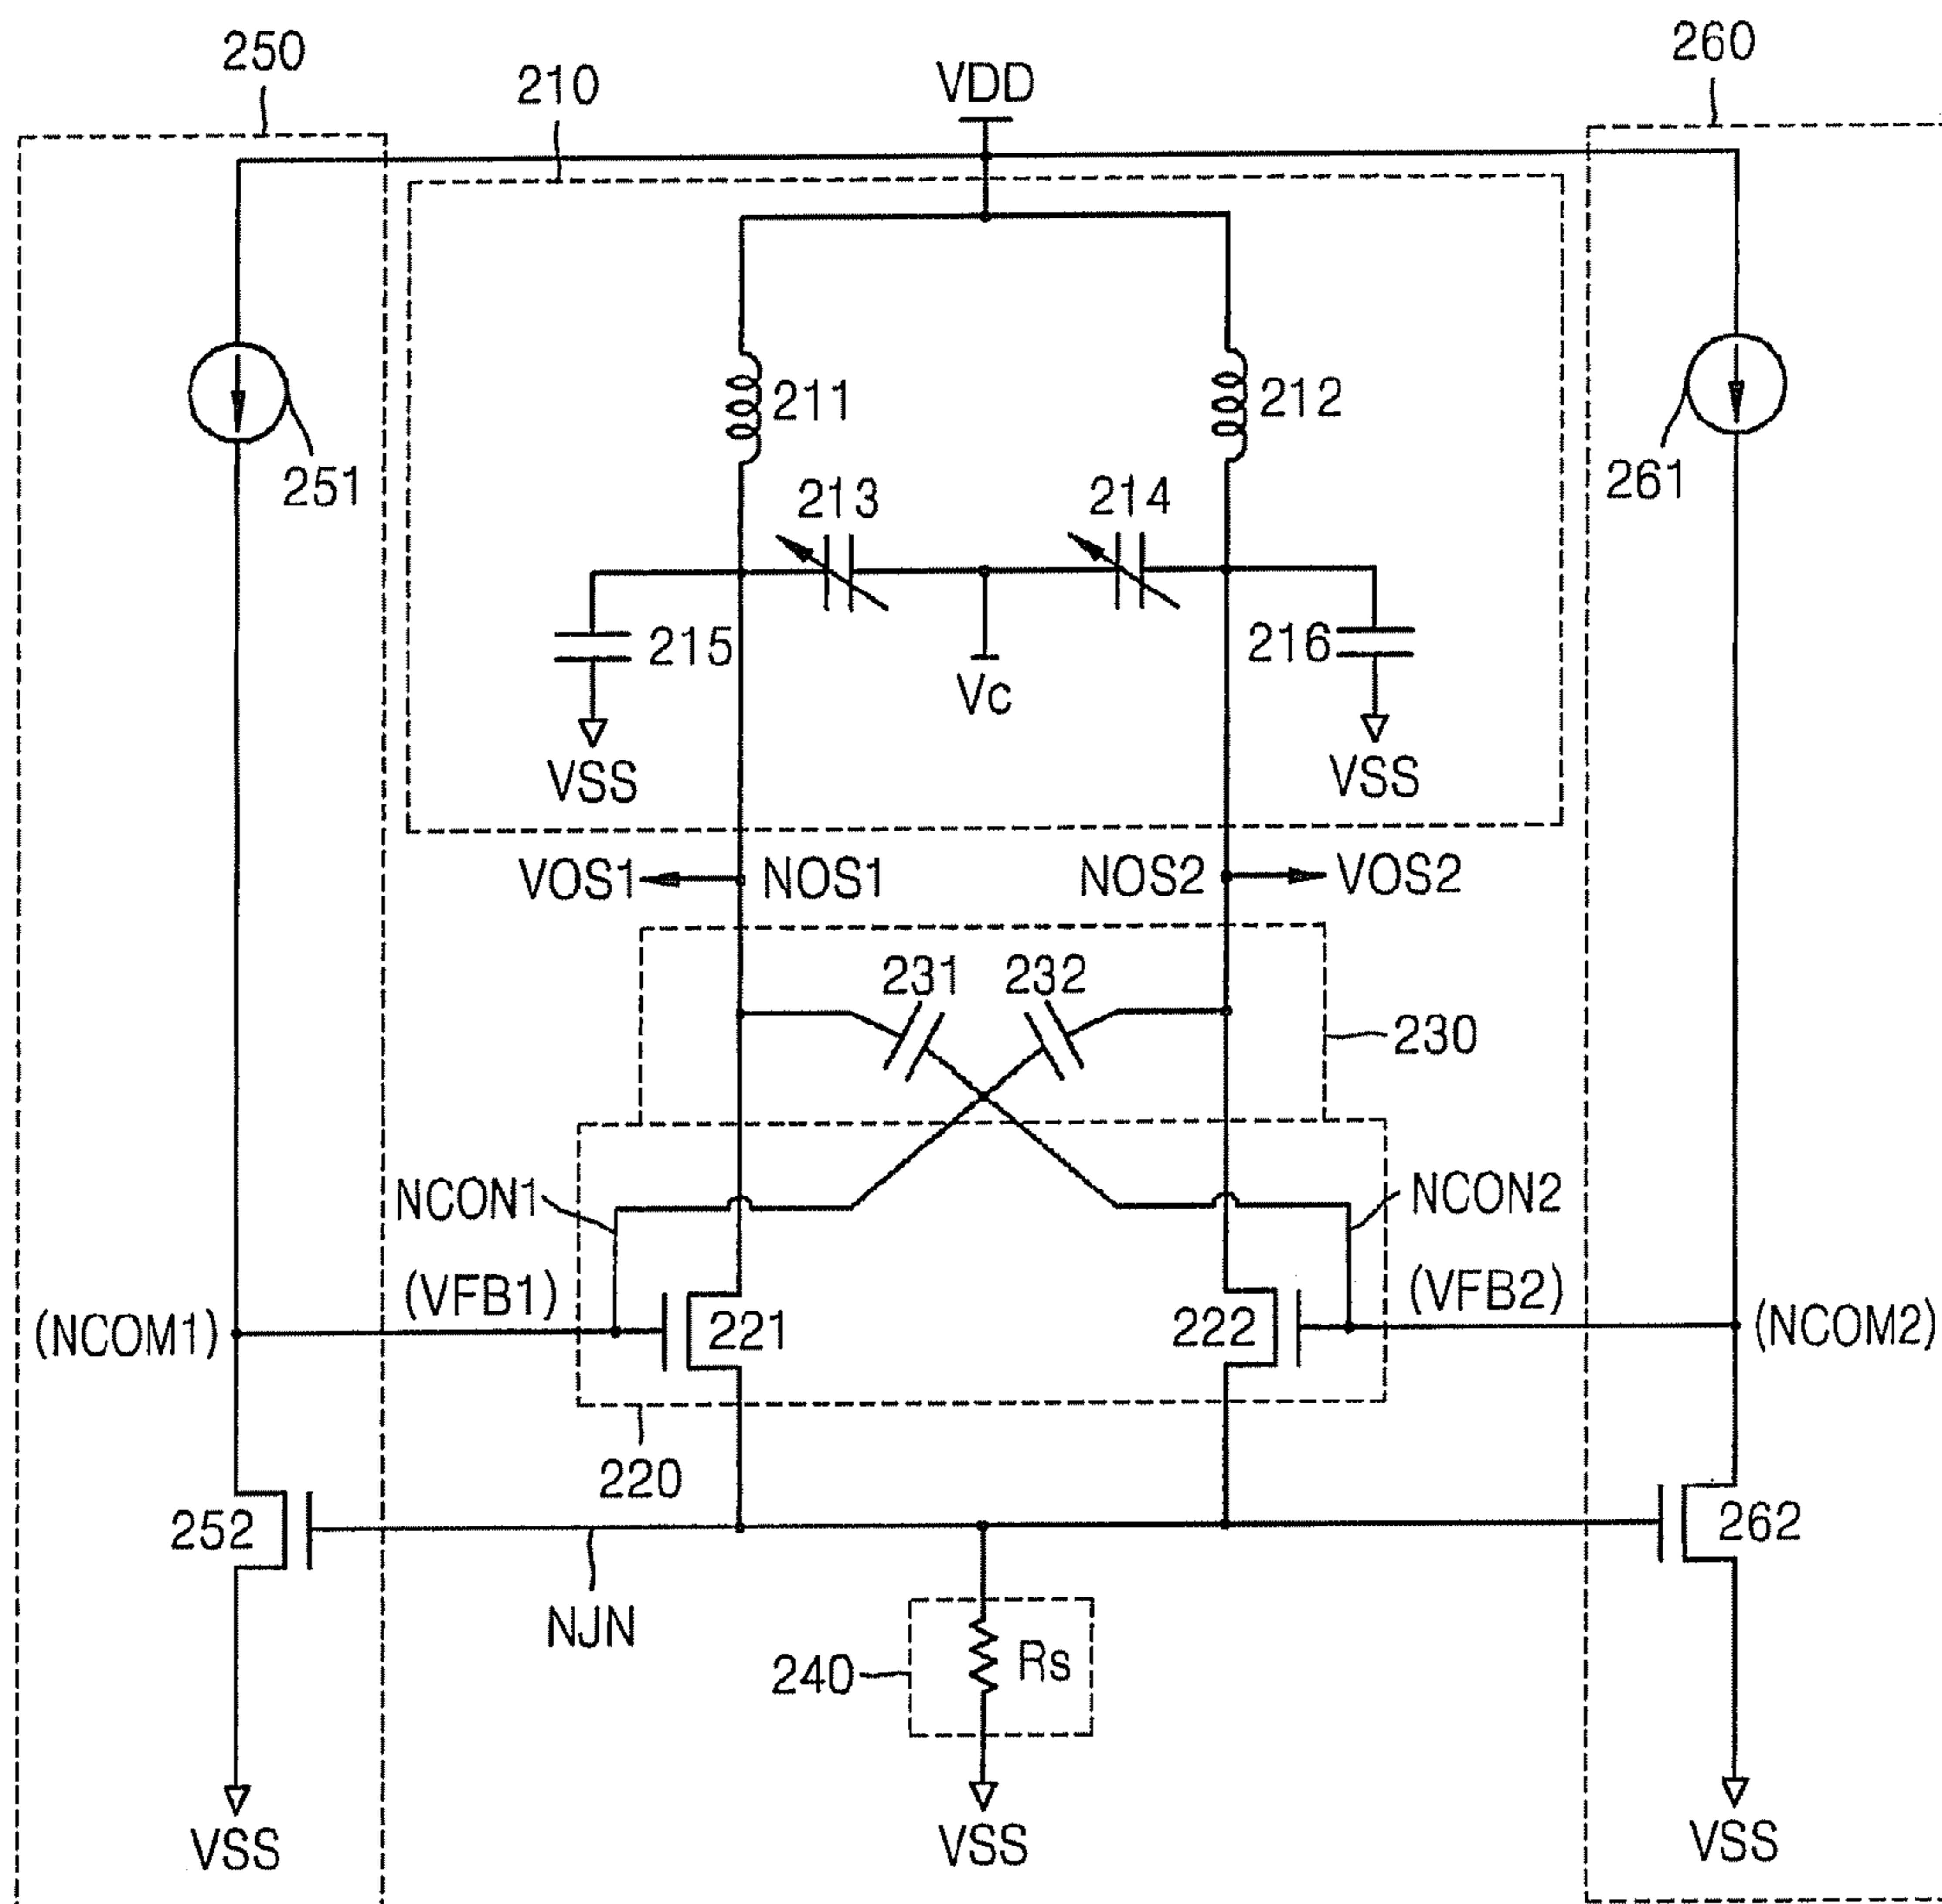 250
260
210
VDD
211
212
251
261
213
214
215
216
Vc
VSS
VSS
VOS1
NOS1
NOS2
VOS2
231
232
230
NCON1
NCON2
(VFB1)
(VFB2)
(NCOM1)
221
222
(NCOM2)
220
252
262
NJN
240
Rs
VSS
VSS
VSS